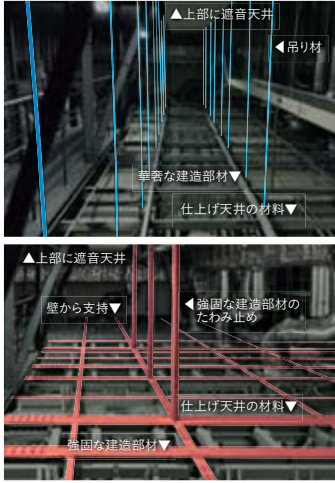 ▲上部に遮音天井
◀吊り材
華奢な建造部材▼
仕上げ天井の材料▼
▲上部に遮音天井
壁から支持▼
◀強固な建造部材の
たわみ止め
仕上げ天井の材料▼
強固な建造部材▼